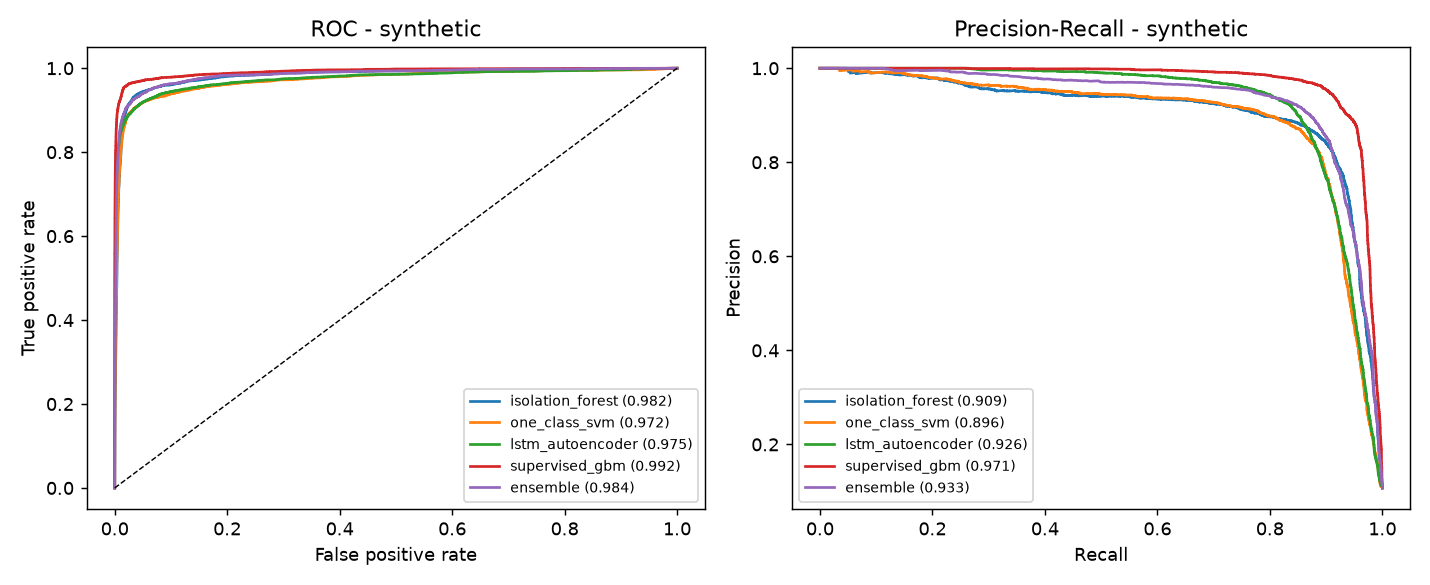 ROC - synthetic
True positive rate
1.0
0.8
0.6
0.4
0.2
0.0
isolation_forest (0.982)
one_class_svm (0.972)
lstm_autoencoder (0.975)
supervised_gbm (0.992)
ensemble (0.984)
0.0 0.2 0.4 0.6 0.8 1.0
False positive rate
Precision-Recall - synthetic
Precision
1.0
0.8
0.6
0.4
0.2
isolation_forest (0.909)
one_class_svm (0.896)
lstm_autoencoder (0.926)
supervised_gbm (0.971)
ensemble (0.933)
0.0 0.2 0.4 0.6 0.8 1.0
Recall